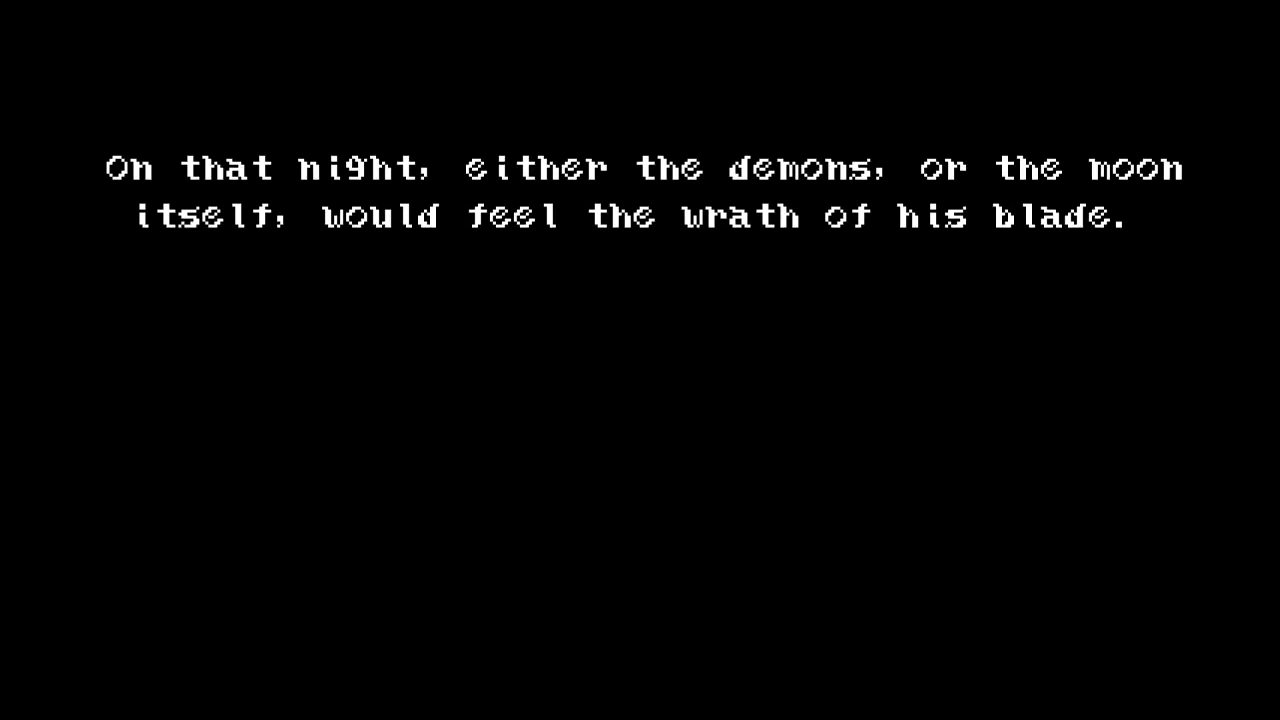 On that night, either the demons, or the moon
itself, would feel the wrath of his blade.